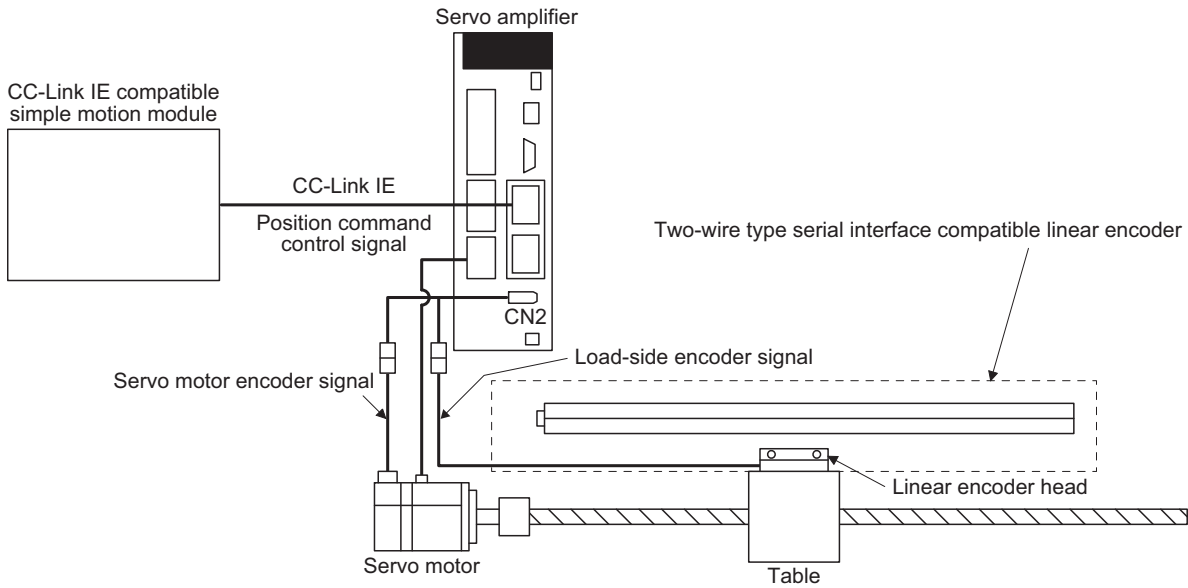 Servo amplifier
CC-Link IE compatible
simple motion module
CC-Link IE
Position command
control signal
Two-wire type serial interface compatible linear encoder
CN2
Load-side encoder signal
Servo motor encoder signal
Linear encoder head
Servo motor
Table